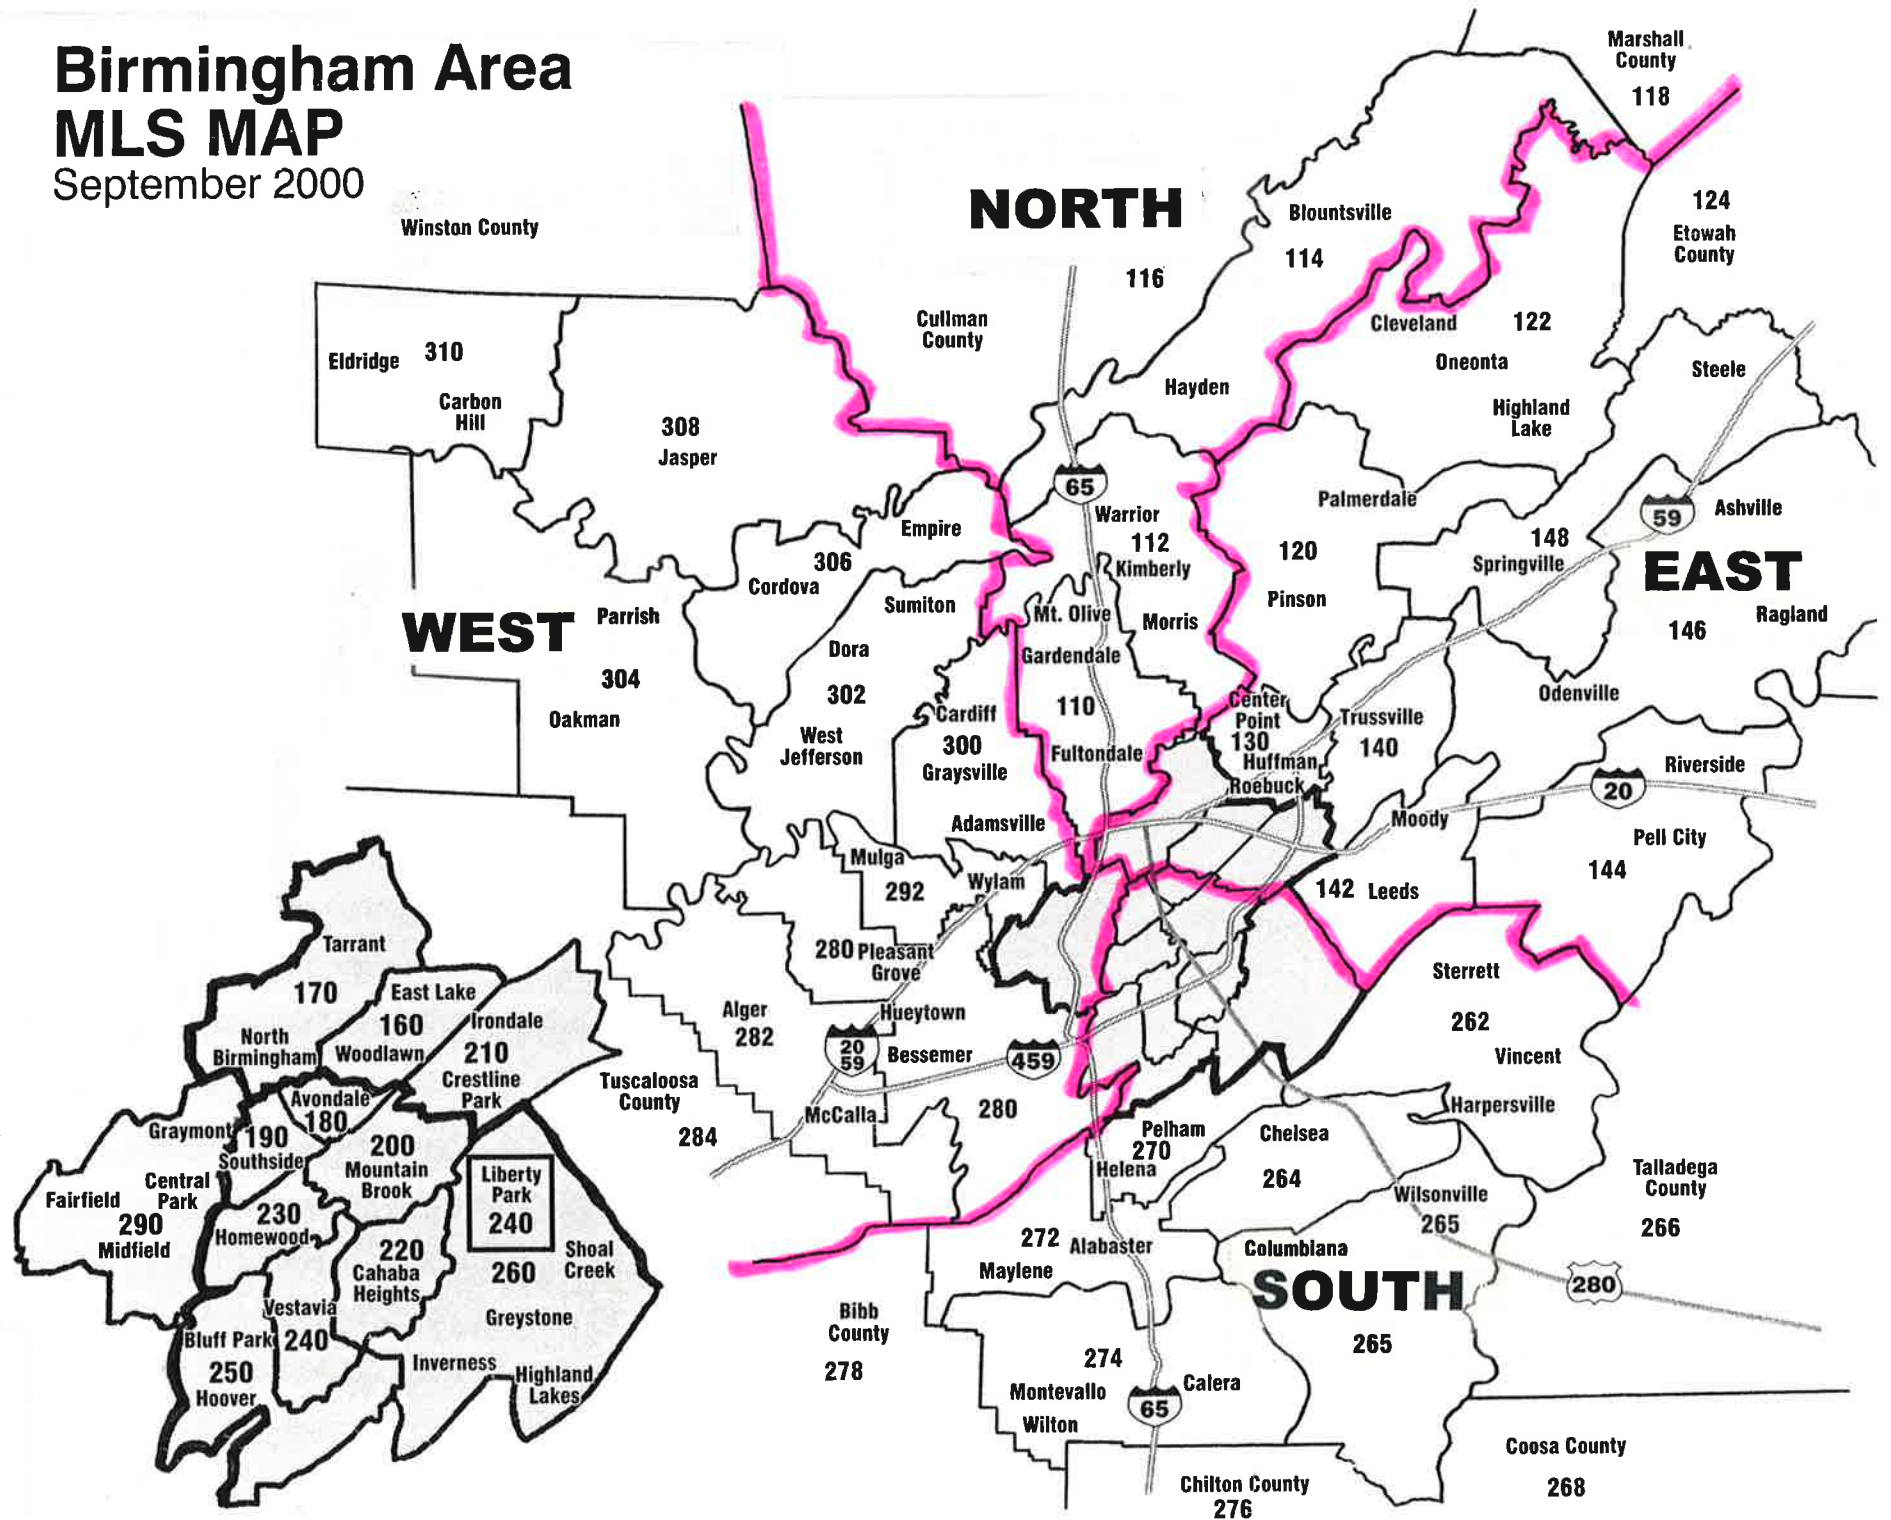 Birmingham Area
MLS MAP
September 2000
Marshall
County
118
Winston County
NORTH
116
Blountsville
114
124
Etowah
County
Cullman
County
Cleveland
122
Oneonta
Highland
Lake
Steele
Eldridge
310
Carbon
Hill
308
Jasper
Hayden
65
Warrior
112
Kimberly
Morris
Palmerdale
120
Pinson
148
Springville
59
Ashville
EAST
146
Ragland
Empire
306
Cordova
Sumiton
WEST
Parrish
304
Oakman
Dora
302
West
Jefferson
Mt. Olive
Gardendale
110
Fultondale
Cardiff
300
Graysville
Adamsville
Center
Point
130
Huffman
Roebuck
Trussville
140
Odenville
Riverside
20
Moody
Pell City
144
142 Leeds
Mulga
292
Wylam
280 Pleasant
Grove
Alger
282
Hueytown
20
59
Bessemer
459
McCalla
280
Tuscaloosa
County
284
Sterrett
262
Vincent
Harpersville
Pelham
270
Helena
Chelsea
264
Wilsonville
265
Talladega
County
266
272 Alabaster
Maylene
Columbiana
SOUTH
265
280
Bibb
County
278
274
Montevallo
Wilton
Calera
65
Chilton County
276
Coosa County
268
Tarrant
170
North
Birmingham
East Lake
160
Woodlawn
Irondale
210
Crestline
Park
Avondale
180
Graymont
190
Southside
200
Mountain
Brook
Central
Park
Fairfield
290
Midfield
230
Homewood
220
Cahaba
Heights
Liberty
Park
240
260
Shoal
Creek
Greystone
Vestavia
240
Bluff Park
250
Hoover
Inverness
Highland
Lakes